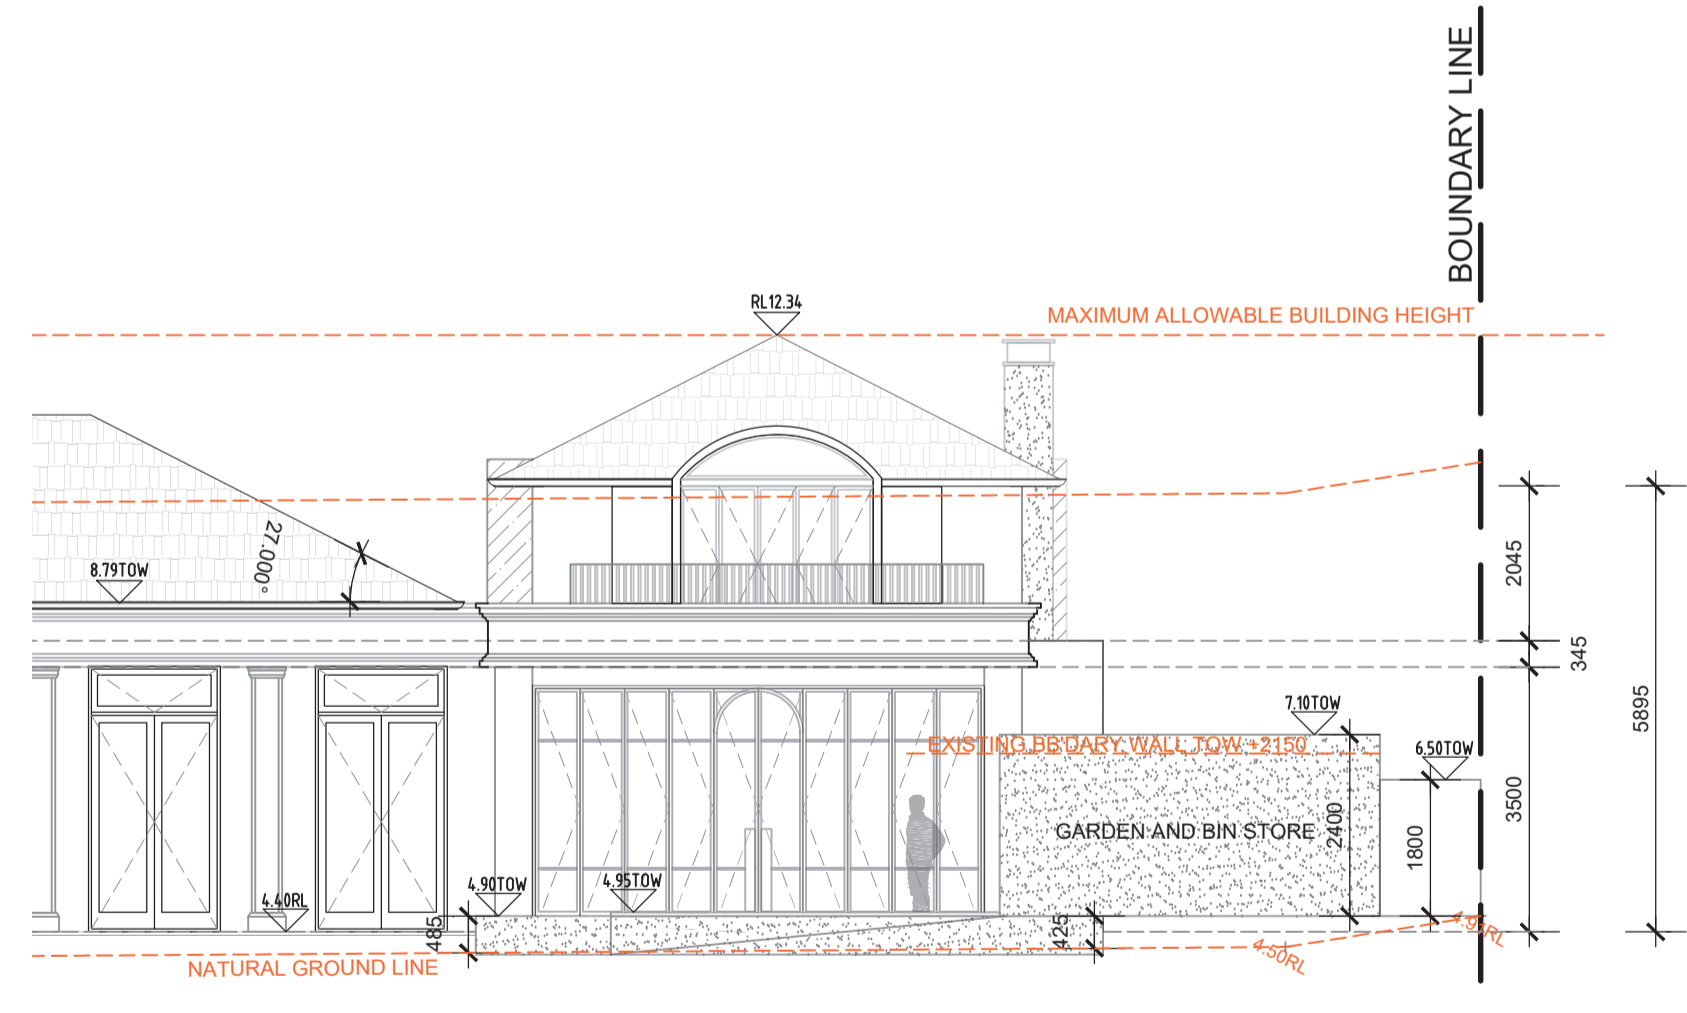 BOUNDARY LINE
RL12.34
MAXIMUM ALLOWABLE BUILDING HEIGHT
27.000°
8.79TOW
2045
345
5895
7.10TOW
EXISTING BB'DARY WALL TOW +2150
6.50TOW
3500
GARDEN AND BIN STORE
2400
1800
4.90TOW
4.95TOW
4.40RL
485
425
4.50RL
NATURAL GROUND LINE